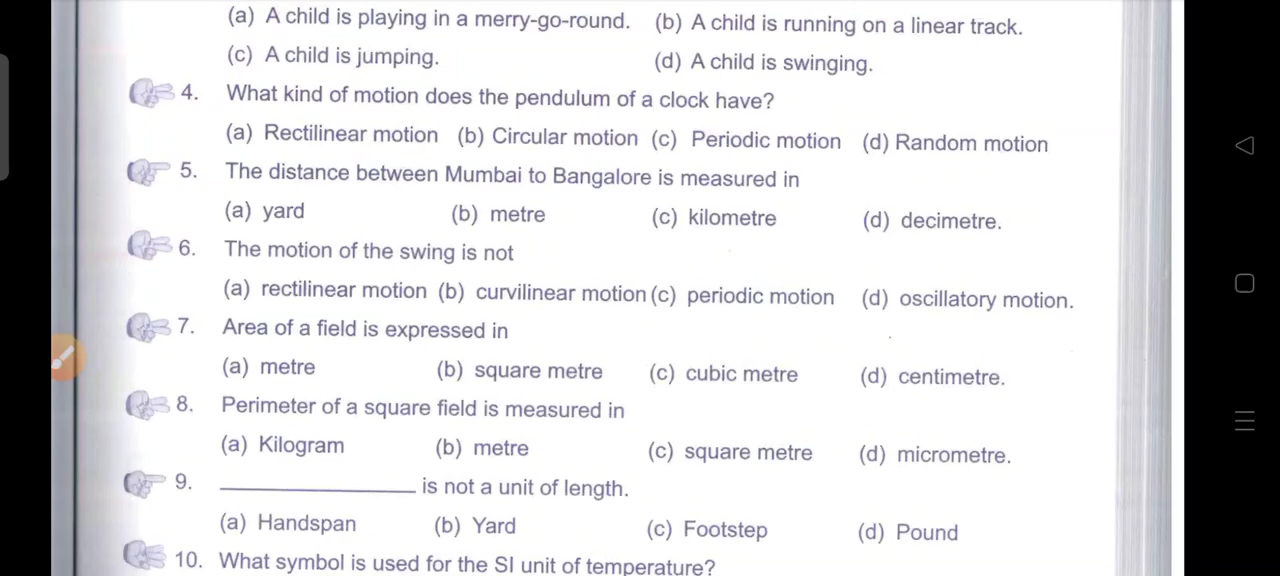 (a) A child is playing in a merry-go-round. (b) A child is running on a linear track.
(c) A child is jumping. (d) A child is swinging.
4. What kind of motion does the pendulum of a clock have?
(a) Rectilinear motion (b) Circular motion (c) Periodic motion (d) Random motion
5. The distance between Mumbai to Bangalore is measured in
(a) yard (b) metre (c) kilometre (d) decimetre.
6. The motion of the swing is not
(a) rectilinear motion (b) curvilinear motion (c) periodic motion (d) oscillatory motion.
7. Area of a field is expressed in
(a) metre (b) square metre (c) cubic metre (d) centimetre.
8. Perimeter of a square field is measured in
(a) Kilogram (b) metre (c) square metre (d) micrometre.
9. ______________ is not a unit of length.
(a) Handspan (b) Yard (c) Footstep (d) Pound
10. What symbol is used for the SI unit of temperature?